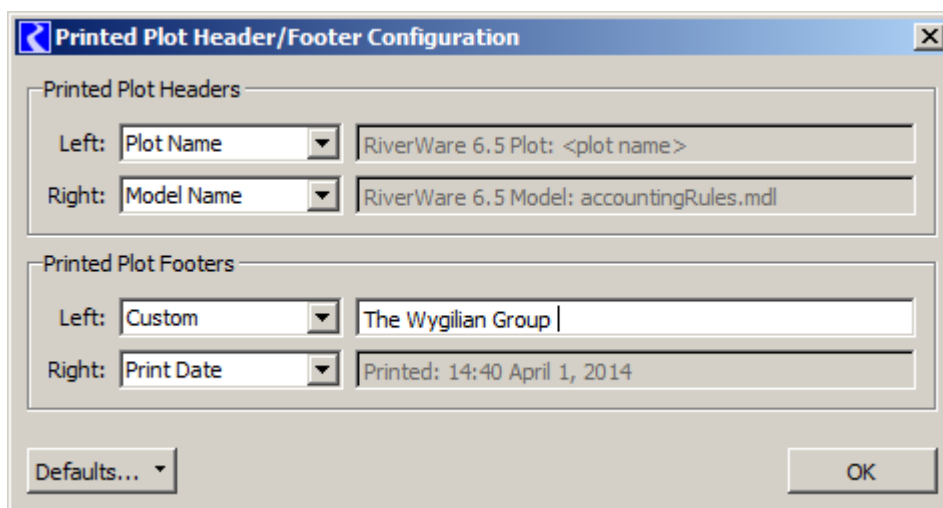 Printed Plot Header/Footer Configuration
Printed Plot Headers
Left: Plot Name RiverWare 6.5 Plot: <plot name>
Right: Model Name RiverWare 6.5 Model: accountingRules.mdl
Printed Plot Footers
Left: Custom The Wygilian Group
Right: Print Date Printed: 14:40 April 1, 2014
Defaults... OK